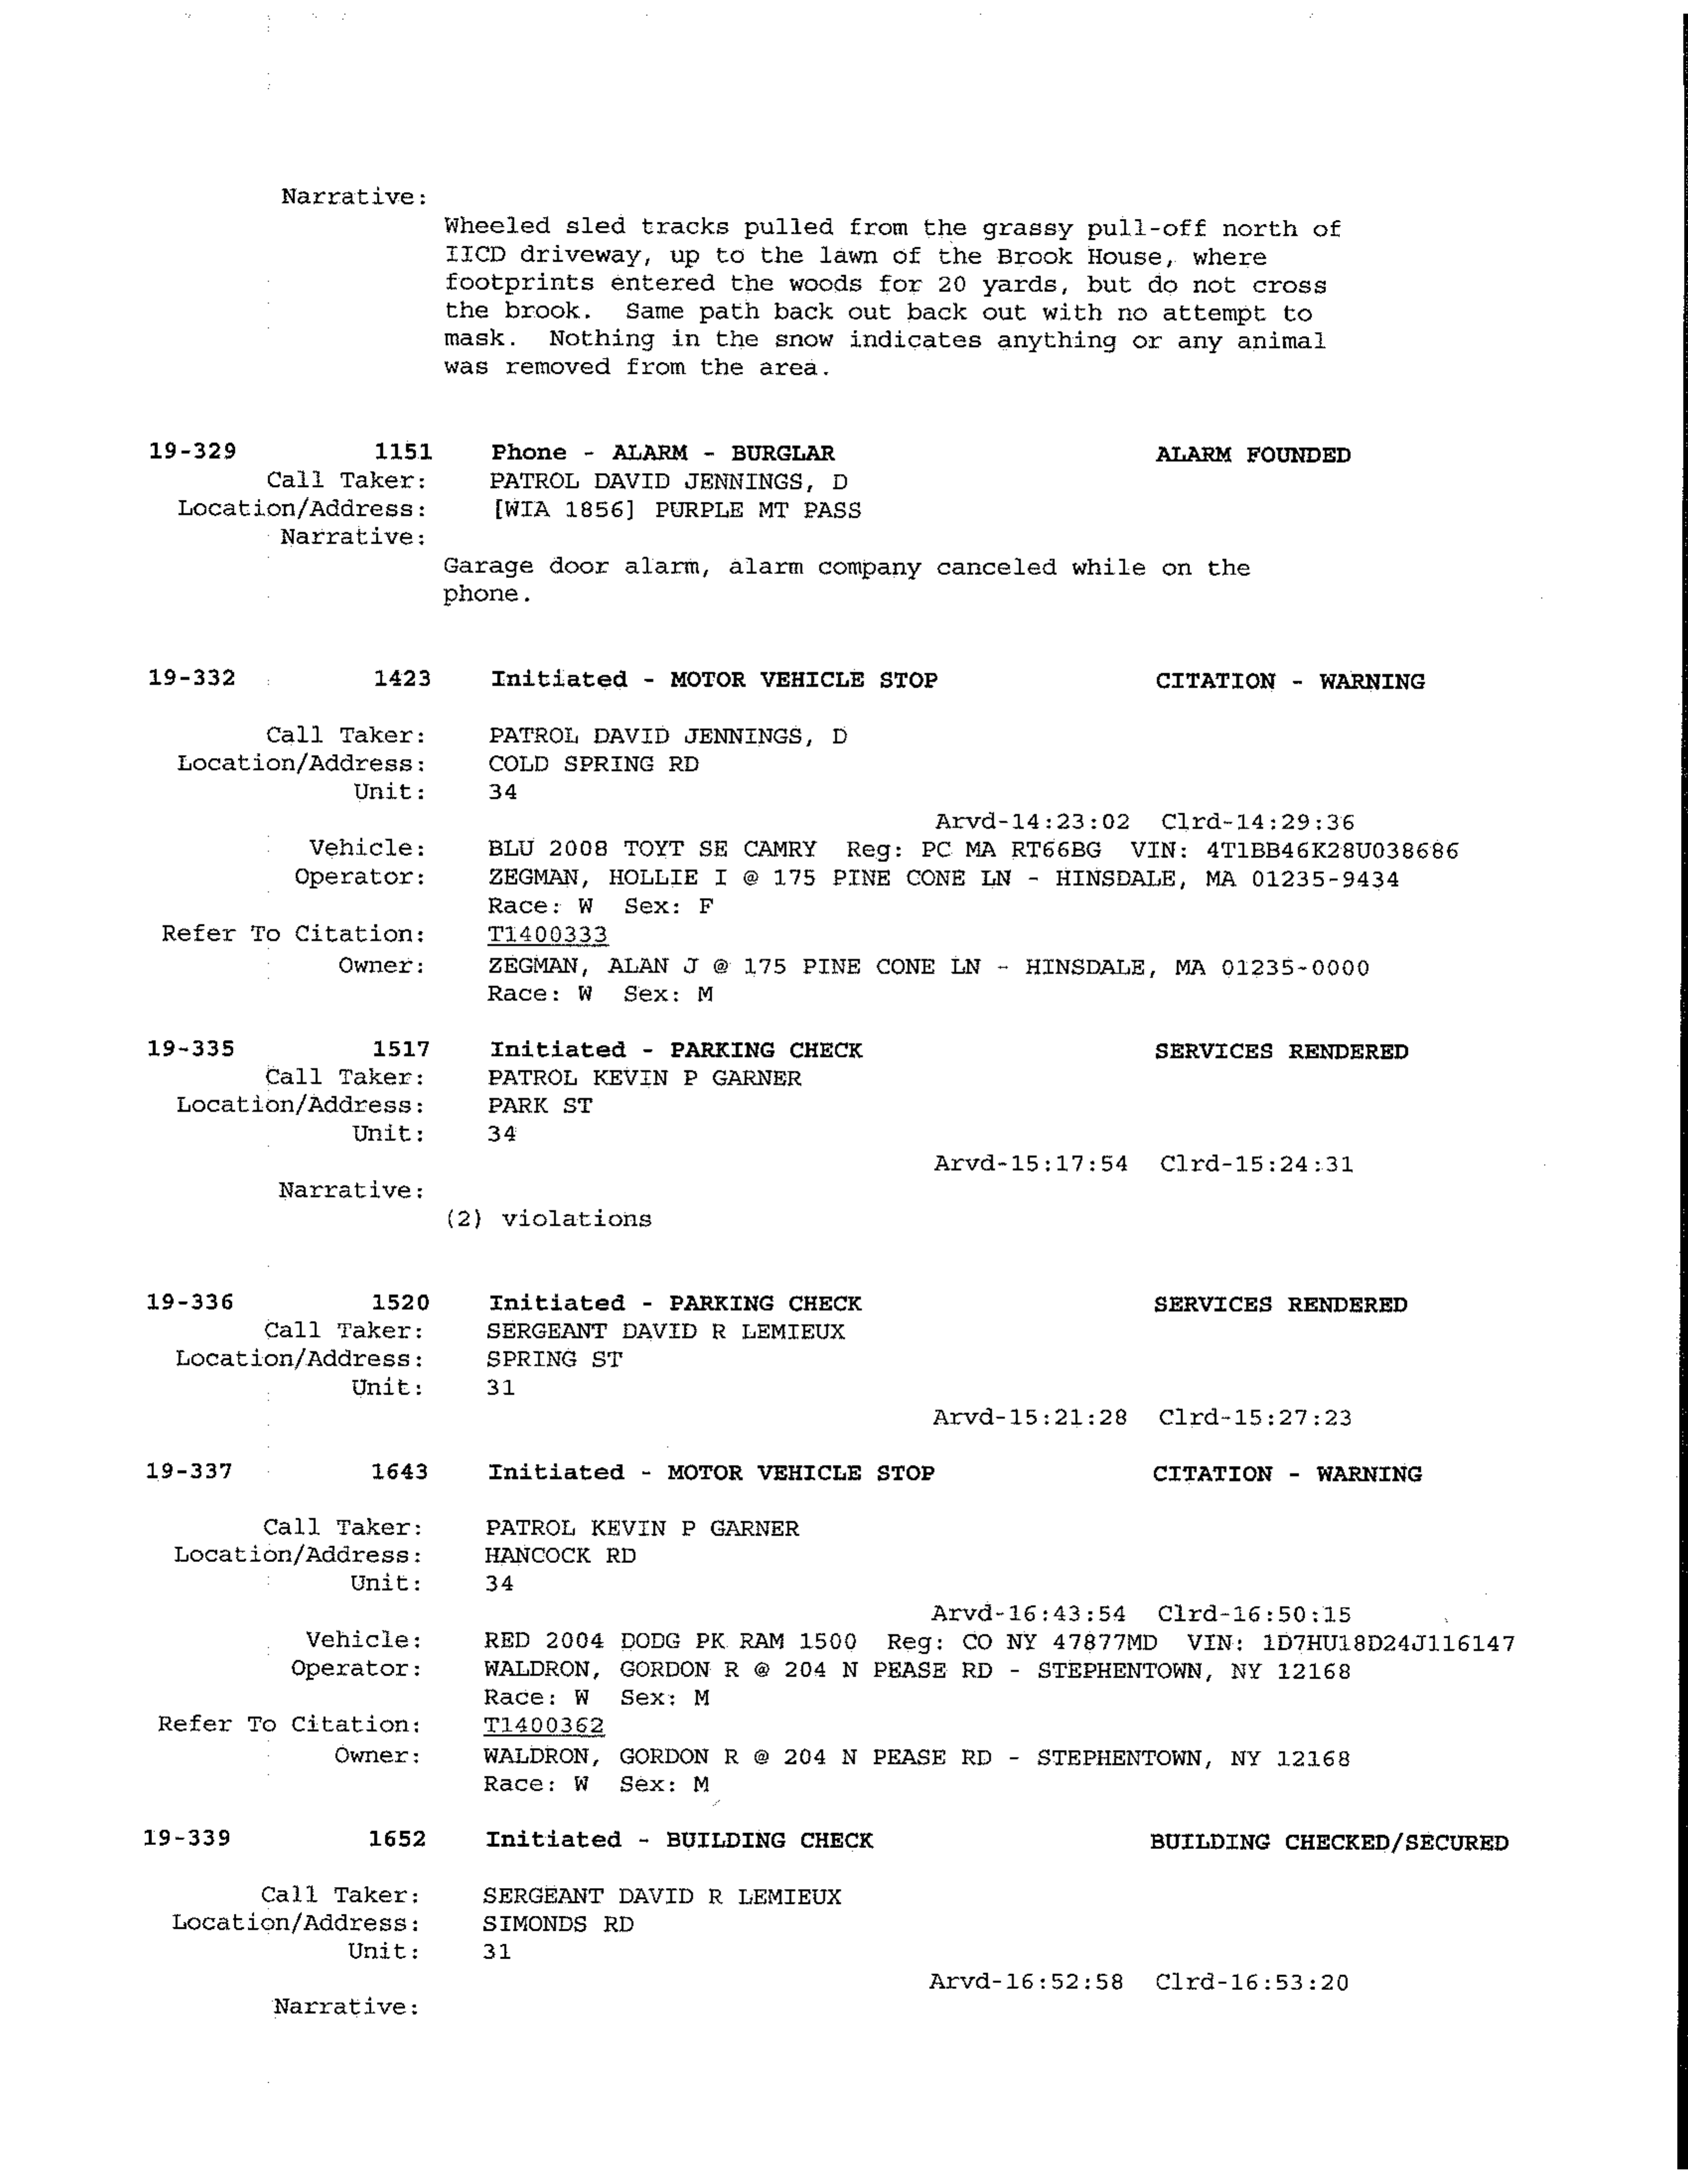 Narrative:
Wheeled sled tracks pulled from the grassy pull-off north of
IICD driveway, up to the lawn of the Brook House, where
footprints entered the woods for 20 yards, but do not cross
the brook. Same path back out back out with no attempt to
mask. Nothing in the snow indicates anything or any animal
was removed from the area.
19-329 1151 Phone - ALARM - BURGLAR ALARM FOUNDED
Call Taker: PATROL DAVID JENNINGS, D
Location/Address: [WIA 1856] PURPLE MT PASS
Narrative:
Garage door alarm, alarm company canceled while on the
phone.
19-332 1423 Initiated - MOTOR VEHICLE STOP CITATION - WARNING
Call Taker: PATROL DAVID JENNINGS, D
Location/Address: COLD SPRING RD
Unit: 34
Arvd-14:23:02 Clrd-14:29:36
Vehicle: BLU 2008 TOYT SE CAMRY Reg: PC MA RT66BG VIN: 4T1BB46K28U038686
Operator: ZEGMAN, HOLLIE I @ 175 PINE CONE LN - HINSDALE, MA 01235-9434
Race: W Sex: F
Refer To Citation: T1400333
Owner: ZEGMAN, ALAN J @ 175 PINE CONE LN - HINSDALE, MA 01235-0000
Race: W Sex: M
19-335 1517 Initiated - PARKING CHECK SERVICES RENDERED
Call Taker: PATROL KEVIN P GARNER
Location/Address: PARK ST
Unit: 34
Arvd-15:17:54 Clrd-15:24:31
Narrative:
(2) violations
19-336 1520 Initiated - PARKING CHECK SERVICES RENDERED
Call Taker: SERGEANT DAVID R LEMIEUX
Location/Address: SPRING ST
Unit: 31
Arvd-15:21:28 Clrd-15:27:23
19-337 1643 Initiated - MOTOR VEHICLE STOP CITATION - WARNING
Call Taker: PATROL KEVIN P GARNER
Location/Address: HANCOCK RD
Unit: 34
Arvd-16:43:54 Clrd-16:50:15
Vehicle: RED 2004 DODG PK RAM 1500 Reg: CO NY 47877MD VIN: 1D7HU18D24J116147
Operator: WALDRON, GORDON R @ 204 N PEASE RD - STEPHENTOWN, NY 12168
Race: W Sex: M
Refer To Citation: T1400362
Owner: WALDRON, GORDON R @ 204 N PEASE RD - STEPHENTOWN, NY 12168
Race: W Sex: M
19-339 1652 Initiated - BUILDING CHECK BUILDING CHECKED/SECURED
Call Taker: SERGEANT DAVID R LEMIEUX
Location/Address: SIMONDS RD
Unit: 31
Arvd-16:52:58 Clrd-16:53:20
Narrative: